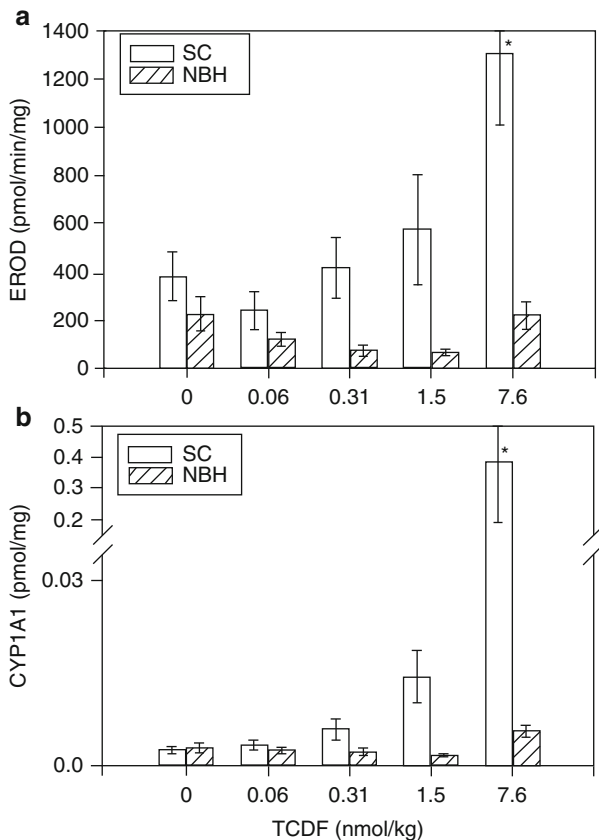 a
1400
SC
NBH
*
1200
1000
800
600
400
200
0
EROD (pmol/min/mg)
0 0.06 0.31 1.5 7.6
b
0.5
SC
NBH
*
0.4
0.3
0.2
0.03
0.0
CYP1A1 (pmol/mg)
0 0.06 0.31 1.5 7.6
TCDF (nmol/kg)